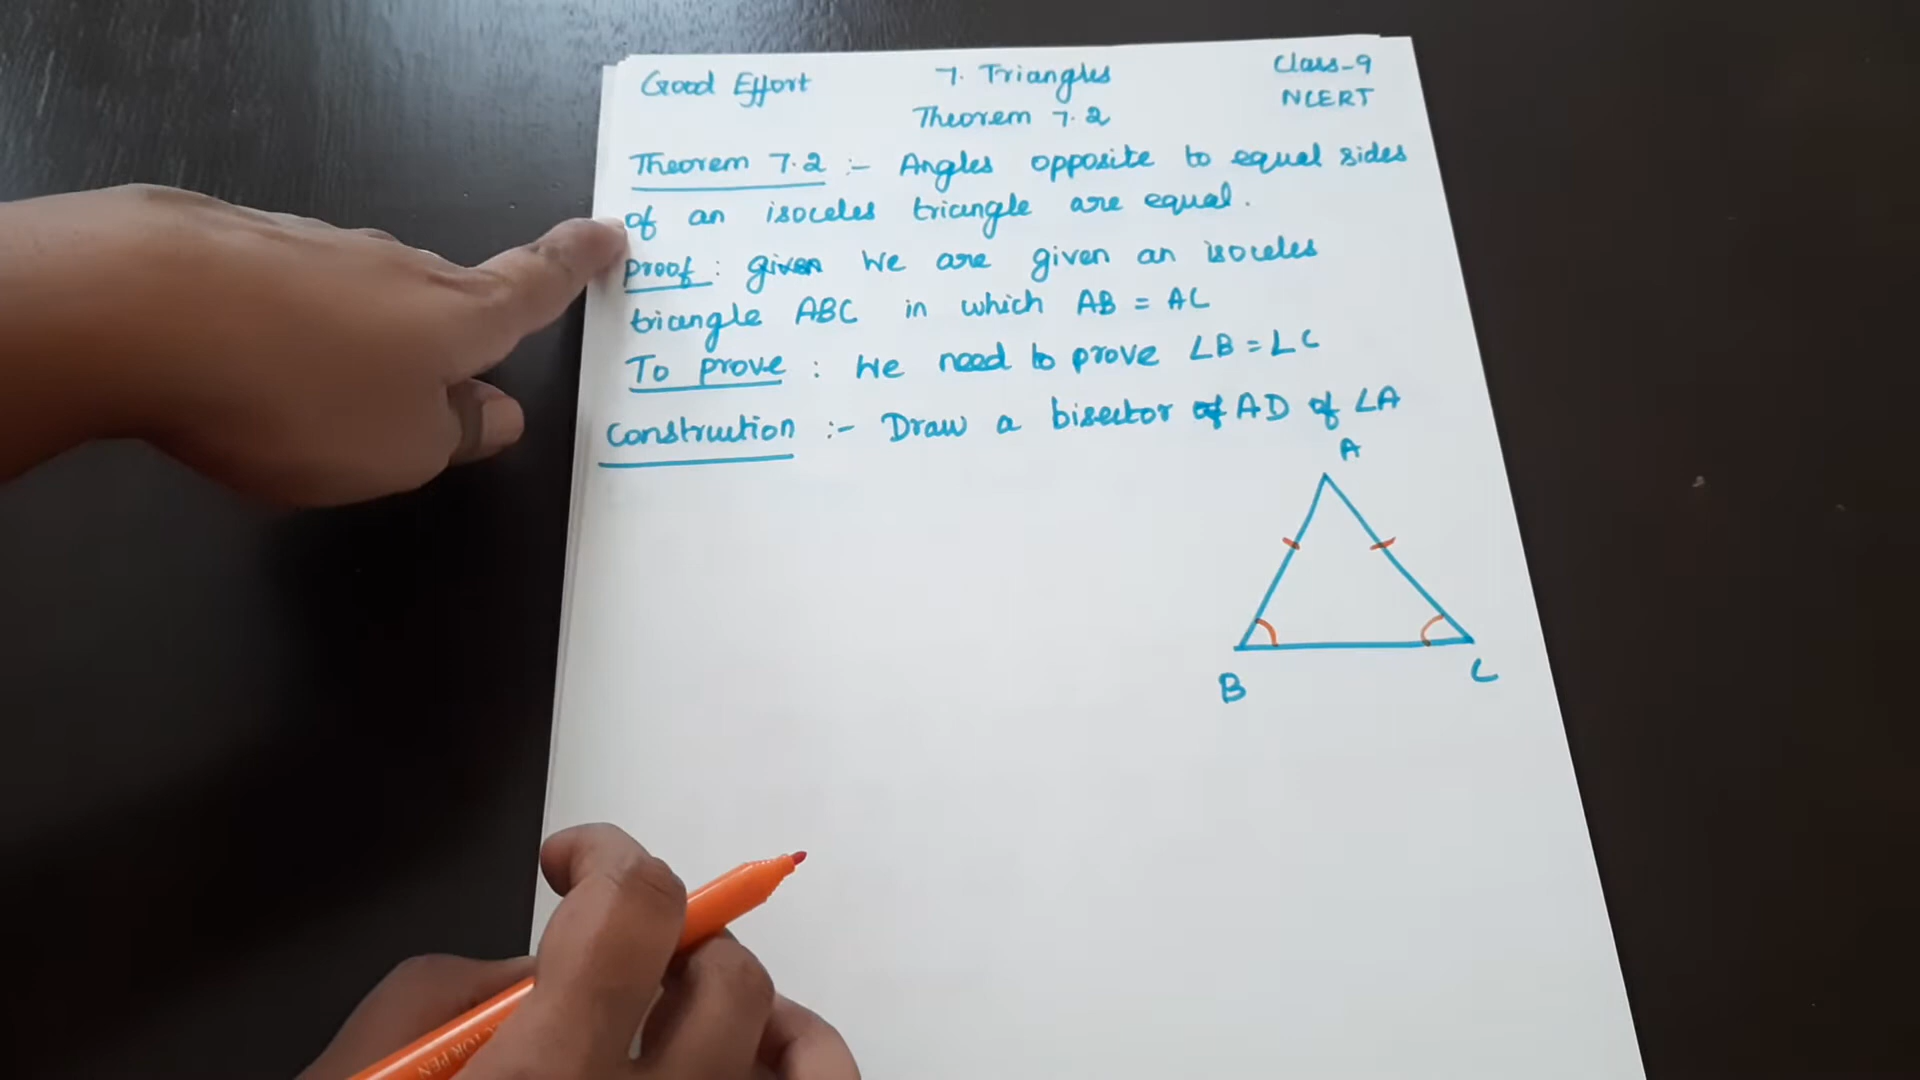 Good Effort 7. Triangles Class-9
Theorem 7.2 NCERT
Theorem 7.2 :- Angles opposite to equal sides
of an isoceles triangle are equal.
Proof : given We are given an isoceles
triangle ABC in which AB = AC
To prove : We need to prove ∠B = ∠C
Construction :- Draw a bisector of AD of ∠A
A
B C